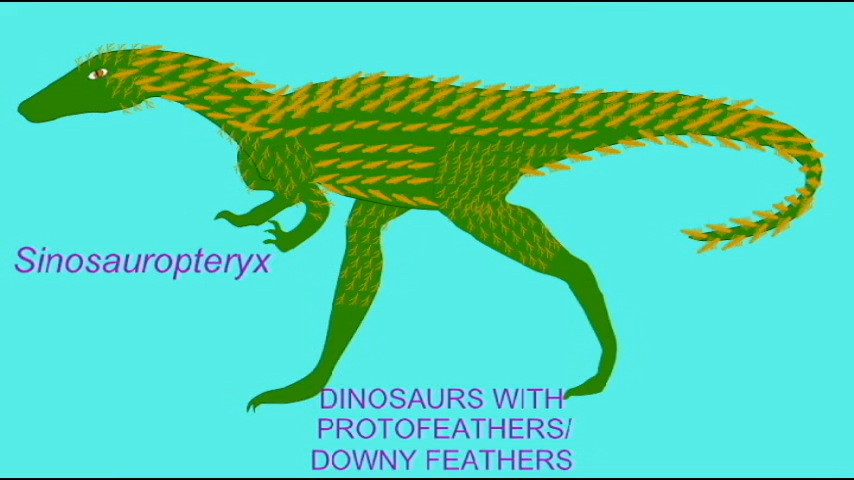 Sinosauropteryx
DINOSAURS WITH
PROTOFEATHERS/
DOWNY FEATHERS